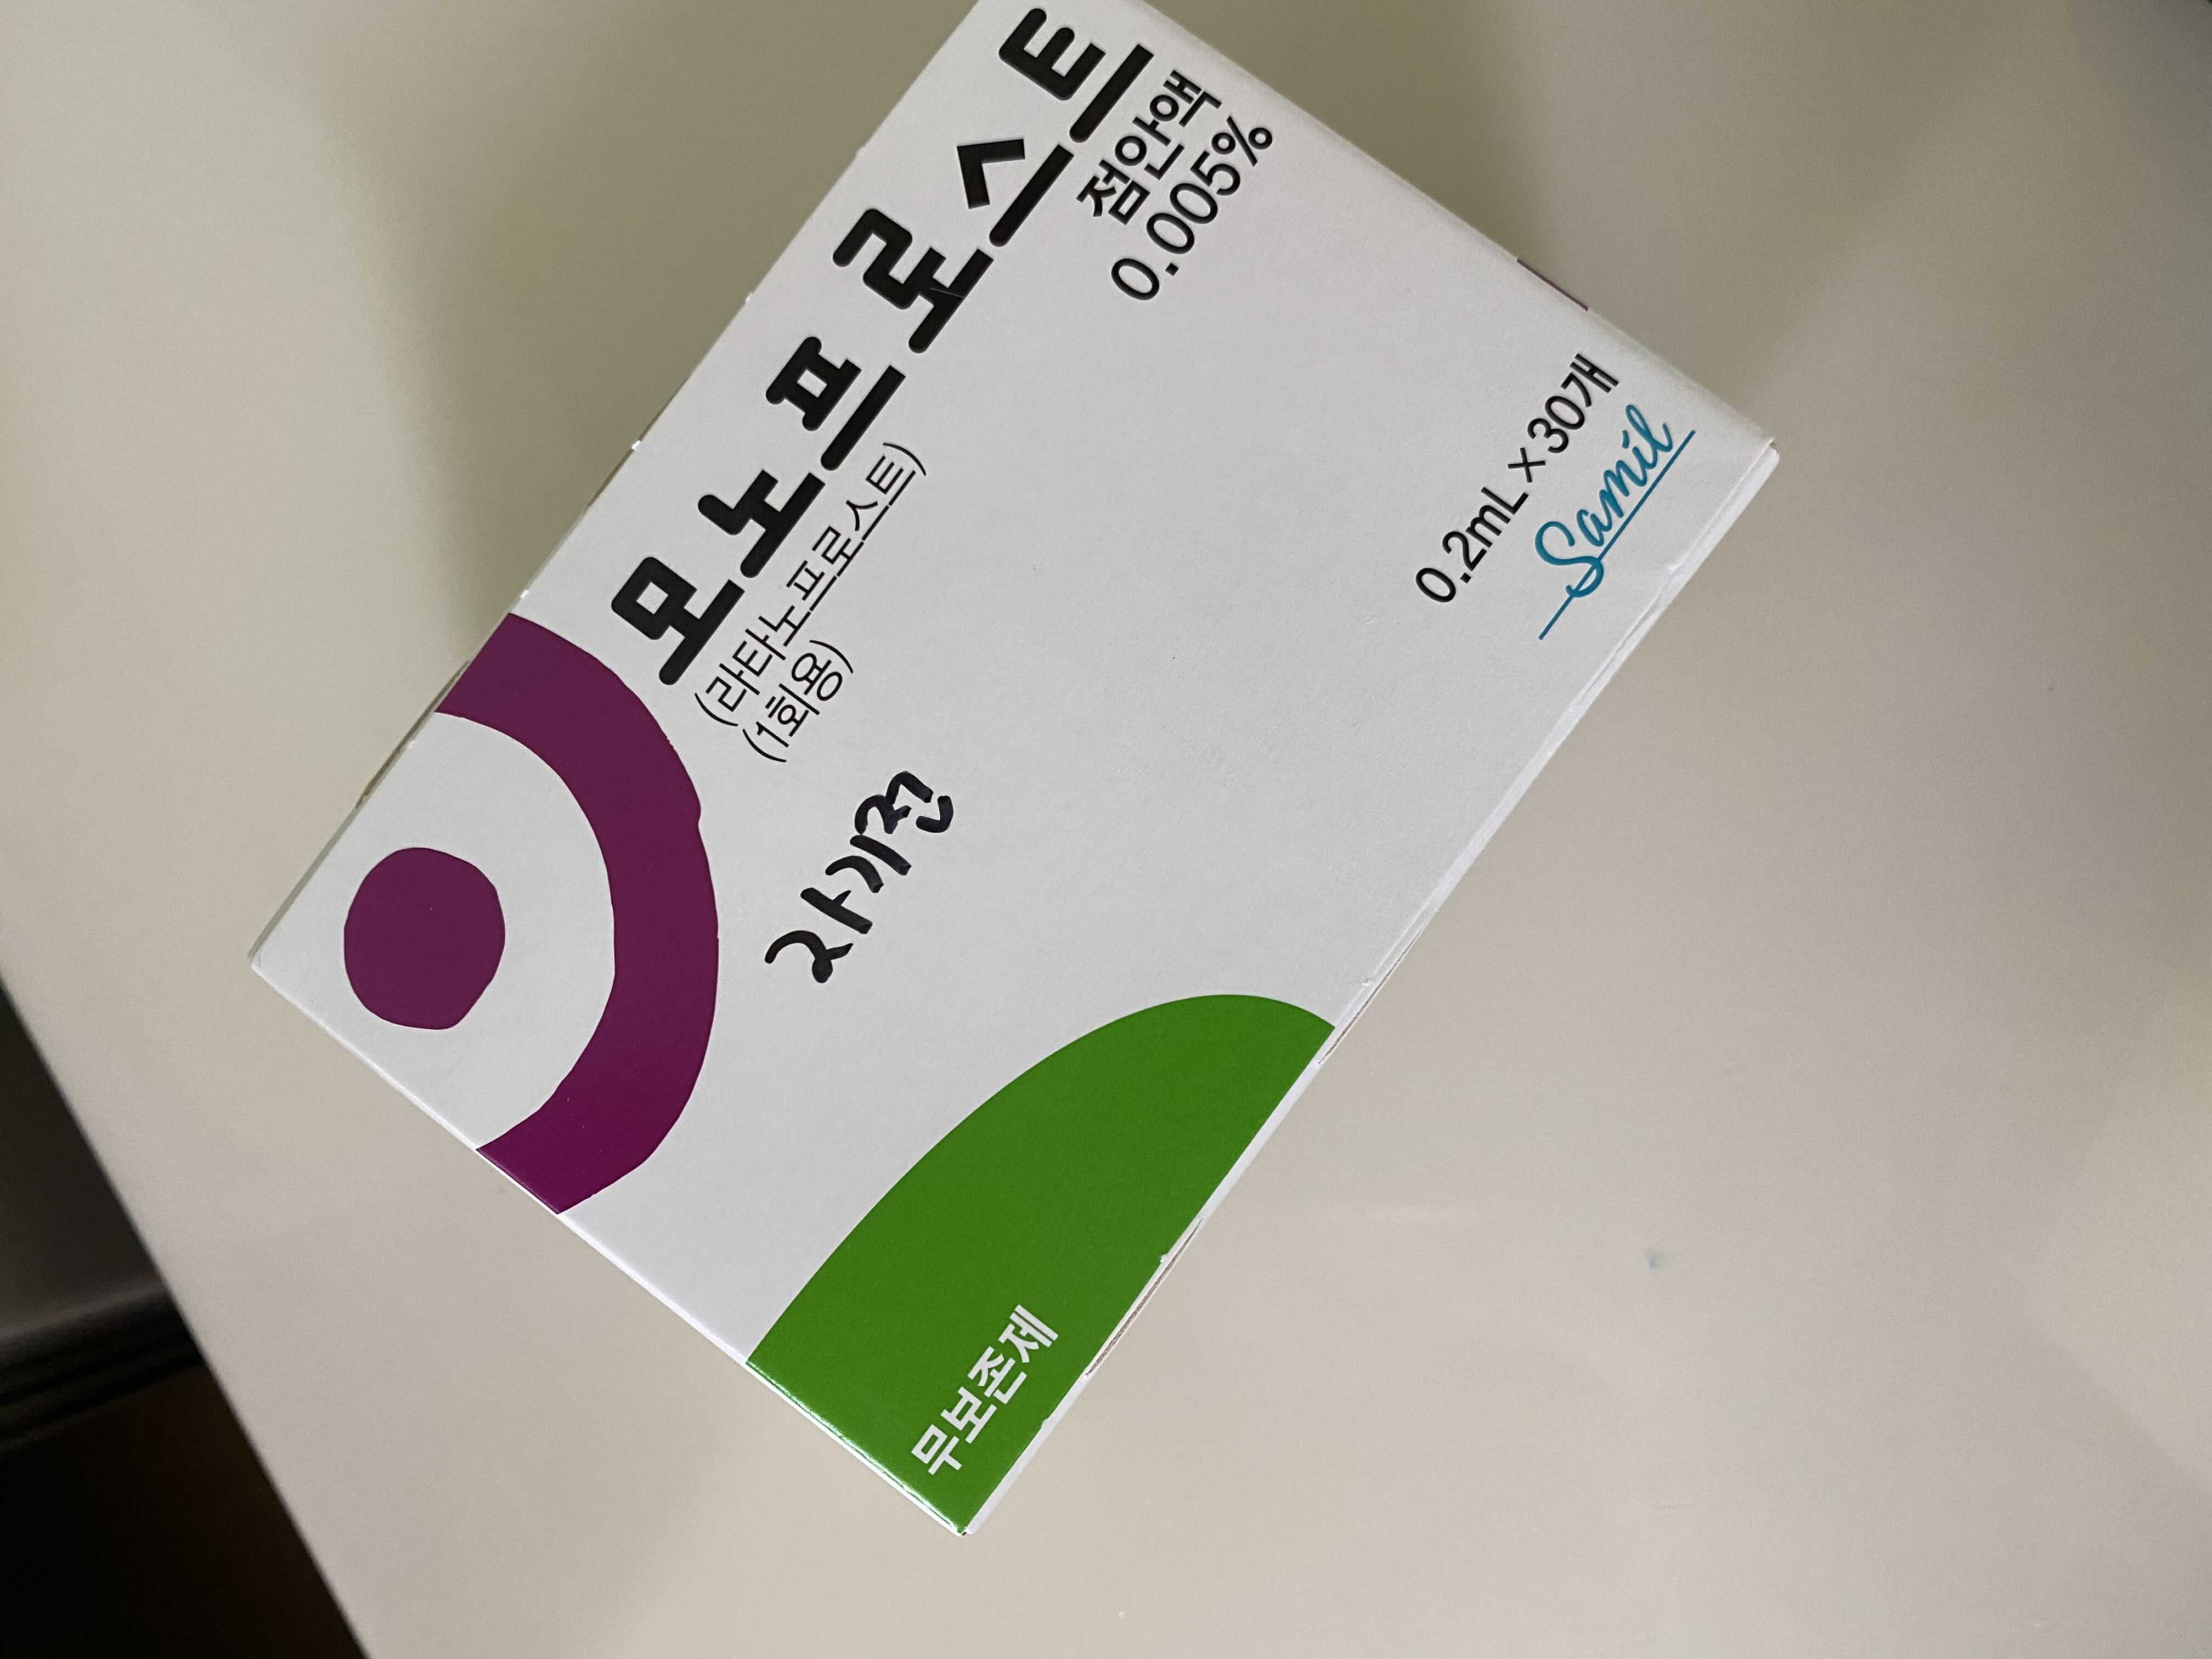 모노프로스트
점안액
0.005%
(라타노프로스트)
(1회용)
자기전
0.2mL × 30개
Samil
무보존제